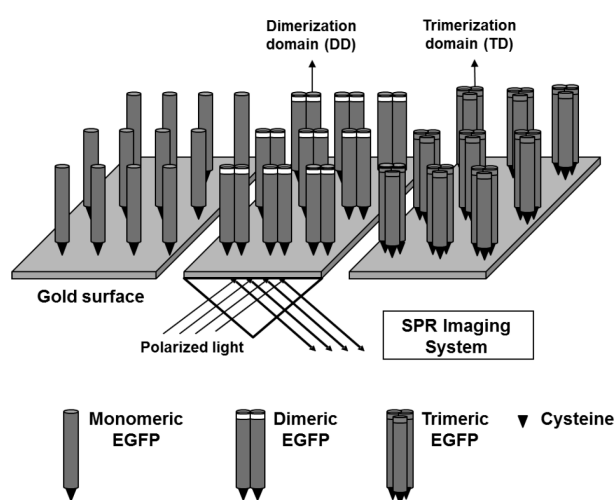 Dimerization
domain (DD)
Trimerization
domain (TD)
Gold surface
Polarized light
SPR Imaging
System
Monomeric
EGFP
Dimeric
EGFP
Trimeric
EGFP
Cysteine